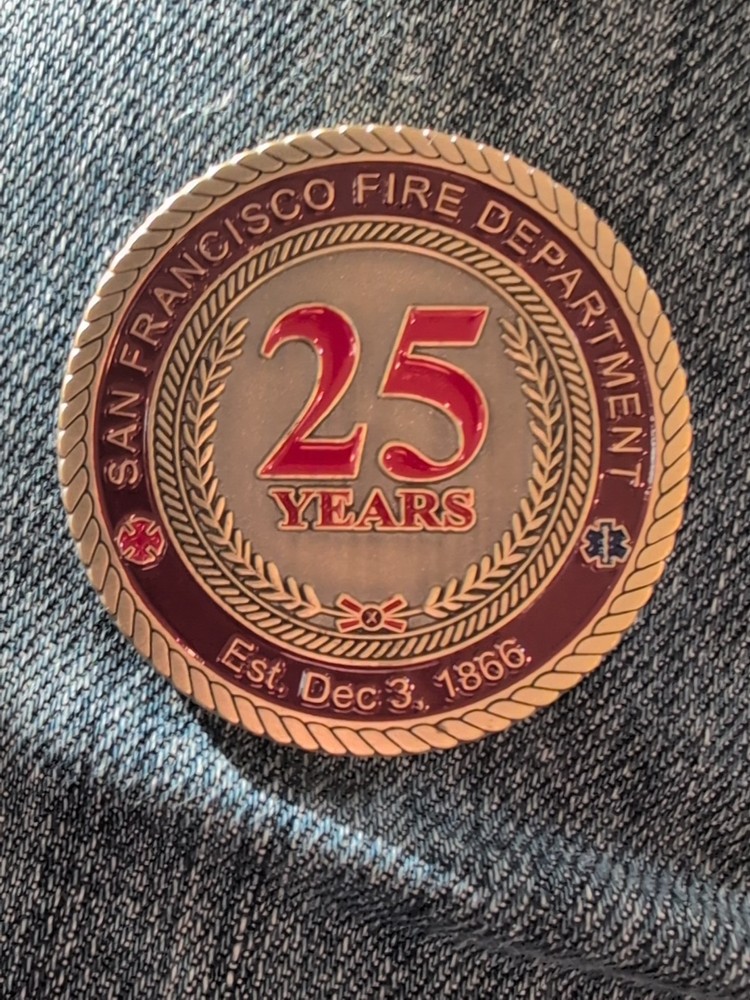 SAN FRANCISCO FIRE DEPARTMENT
25
YEARS
Est. Dec 3, 1866